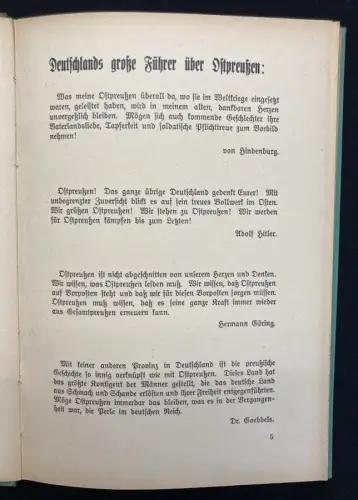 Deutschlands große Führer über Ostpreußen:
Was meine Ostpreußen überall da, wo sie im Weltkriege eingesetzt
waren, geleistet haben, wird in meinem alten, dankbaren Herzen
unvergeßlich bleiben. Mögen sich auch kommende Geschlechter ihre
Vaterlandsliebe, Tapferkeit und soldatische Pflichttreue zum Vorbild
nehmen!
von Hindenburg.
Ostpreußen! Das ganze übrige Deutschland gedenkt Eurer! Mit
unbegrenzter Zuversicht blickt es auf sein treues Bollwerk im Osten.
Wir grüßen Ostpreußen! Wir stehen zu Ostpreußen! Wir werden
für Ostpreußen kämpfen bis zum Letzten!
Adolf Hitler.
Ostpreußen ist nicht abgeschnitten von unserem Herzen und Denken.
Wir wissen, was Ostpreußen leiden muß. Wir wissen, daß Ostpreußen
auf Vorposten steht und daß wir für diesen Vorposten sorgen müssen.
Ostpreußen muß wissen, daß es seine ganze Kraft immer wieder
aus Gesamtpreußen erneuern kann.
Hermann Göring.
Mit keiner anderen Provinz in Deutschland ist die preußische
Geschichte so innig verknüpft wie mit Ostpreußen. Dieses Land hat
das größte Kontigent der Männer gestellt, die das deutsche Land
aus Schmach und Schande erlösten und ihrer Freiheit entgegenführten.
Möge Ostpreußen immerdar das bleiben, was es in der Vergangen-
heit war, die Perle im deutschen Reich.
Dr. Goebbels.
5